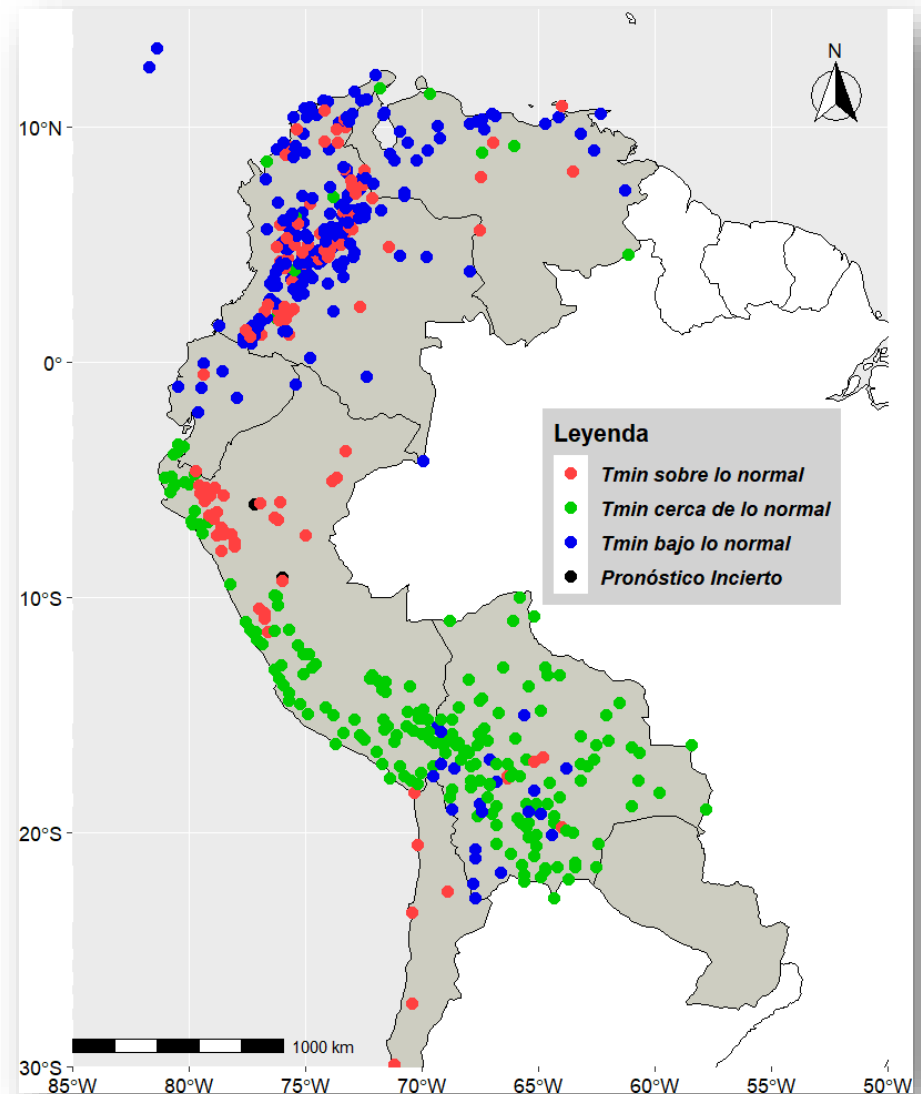 N
10°N
0°
10°S
20°S
30°S
Leyenda
Tmin sobre lo normal
Tmin cerca de lo normal
Tmin bajo lo normal
Pronóstico Incierto
1000 km
85°W 80°W 75°W 70°W 65°W 60°W 55°W 50°W